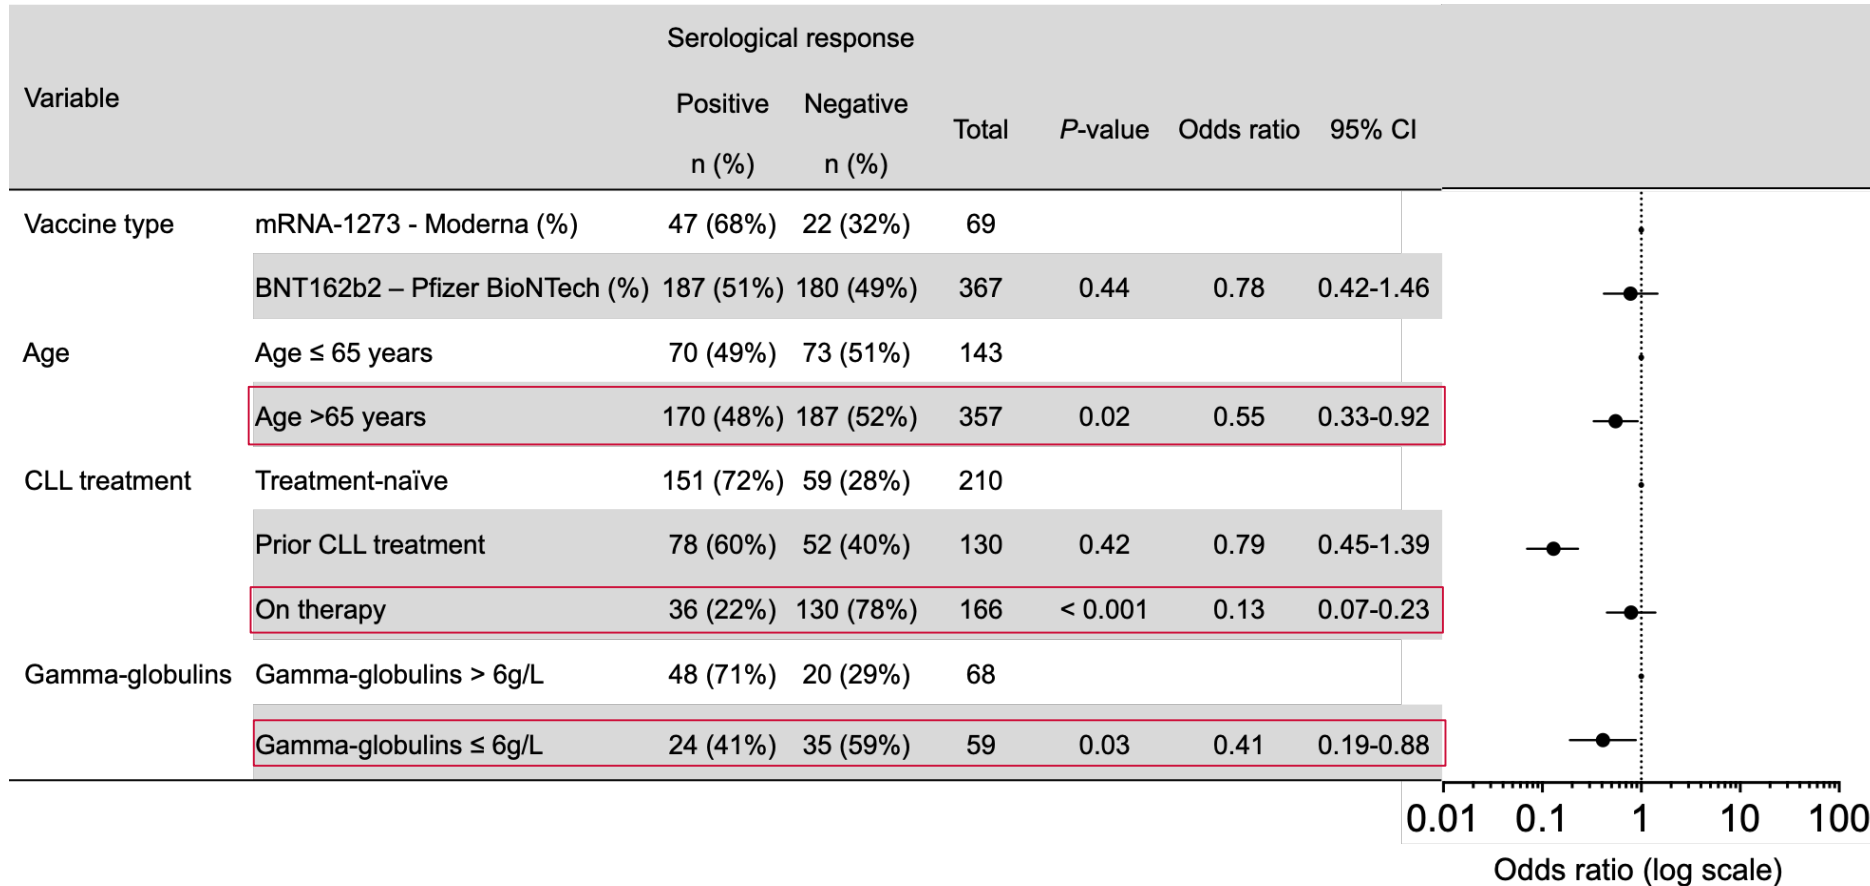 Serological response
Variable
Positive Negative
Total P-value Odds ratio 95% CI
n (%) n (%)
Vaccine type mRNA-1273 - Moderna (%) 47 (68%) 22 (32%) 69
BNT162b2 – Pfizer BioNTech (%) 187 (51%) 180 (49%) 367 0.44 0.78 0.42-1.46
Age Age ≤ 65 years 70 (49%) 73 (51%) 143
Age >65 years 170 (48%) 187 (52%) 357 0.02 0.55 0.33-0.92
CLL treatment Treatment-naïve 151 (72%) 59 (28%) 210
Prior CLL treatment 78 (60%) 52 (40%) 130 0.42 0.79 0.45-1.39
On therapy 36 (22%) 130 (78%) 166 < 0.001 0.13 0.07-0.23
Gamma-globulins Gamma-globulins > 6g/L 48 (71%) 20 (29%) 68
Gamma-globulins ≤ 6g/L 24 (41%) 35 (59%) 59 0.03 0.41 0.19-0.88
0.01 0.1 1 10 100
Odds ratio (log scale)